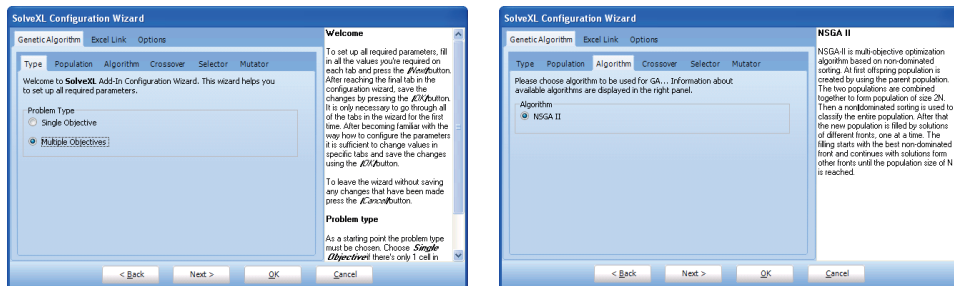 SolveXL Configuration Wizard
Genetic Algorithm Excel Link Options
Type Population Algorithm Crossover Selector Mutator
Welcome to SolveXL Add-In Configuration Wizard. This wizard helps you
to set up all required parameters.
Problem Type
Single Objective
Multiple Objectives
Welcome
To set up all required parameters, fill
in all the values you're required on
each tab and press the Next button.
After reaching the final tab in the
configuration wizard, save the
changes by pressing the OK button.
It is only necessary to go through all
of the tabs in the wizard for the first
time. After becoming familiar with the
way how to configure the parameters
it is sufficient to change values in
specific tabs and save the changes
using the OK button.
To leave the wizard without saving
any changes that have been made
press the Cancel button.
Problem type
As a starting point the problem type
must be chosen. Choose Single
Objective if there's only 1 cell in
< Back Next > OK Cancel
SolveXL Configuration Wizard
Genetic Algorithm Excel Link Options
Type Population Algorithm Crossover Selector Mutator
Please choose algorithm to be used for GA... Information about
available algorithms are displayed in the right panel.
Algorithm
NSGA II
NSGA II
NSGA-II is multi-objective optimization
algorithm based on non-dominated
sorting. At first offspring population is
created by using the parent population.
The two populations are combined
together to form population of size 2N.
Then a non|dominated sorting is used to
classify the entire population. After that
the new population is filled by solutions
of different fronts, one at a time. The
filling starts with the best non-dominated
front and continues with solutions form
other fronts until the population size of N
is reached.
< Back Next > OK Cancel